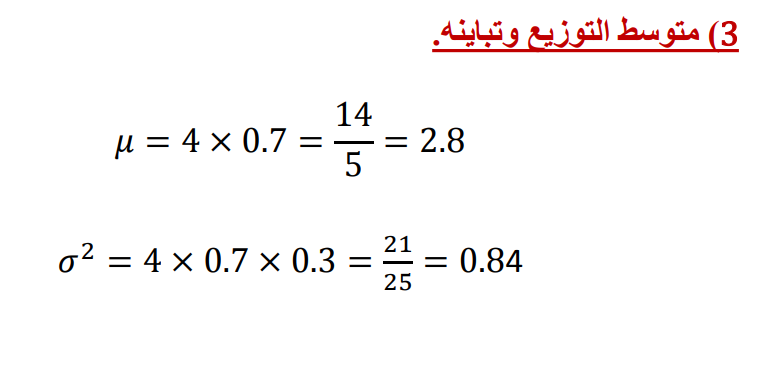 3) متوسط التوزيع وتباينه.
μ = 4 × 0.7 = 14/5 = 2.8
σ² = 4 × 0.7 × 0.3 = 21/25 = 0.84